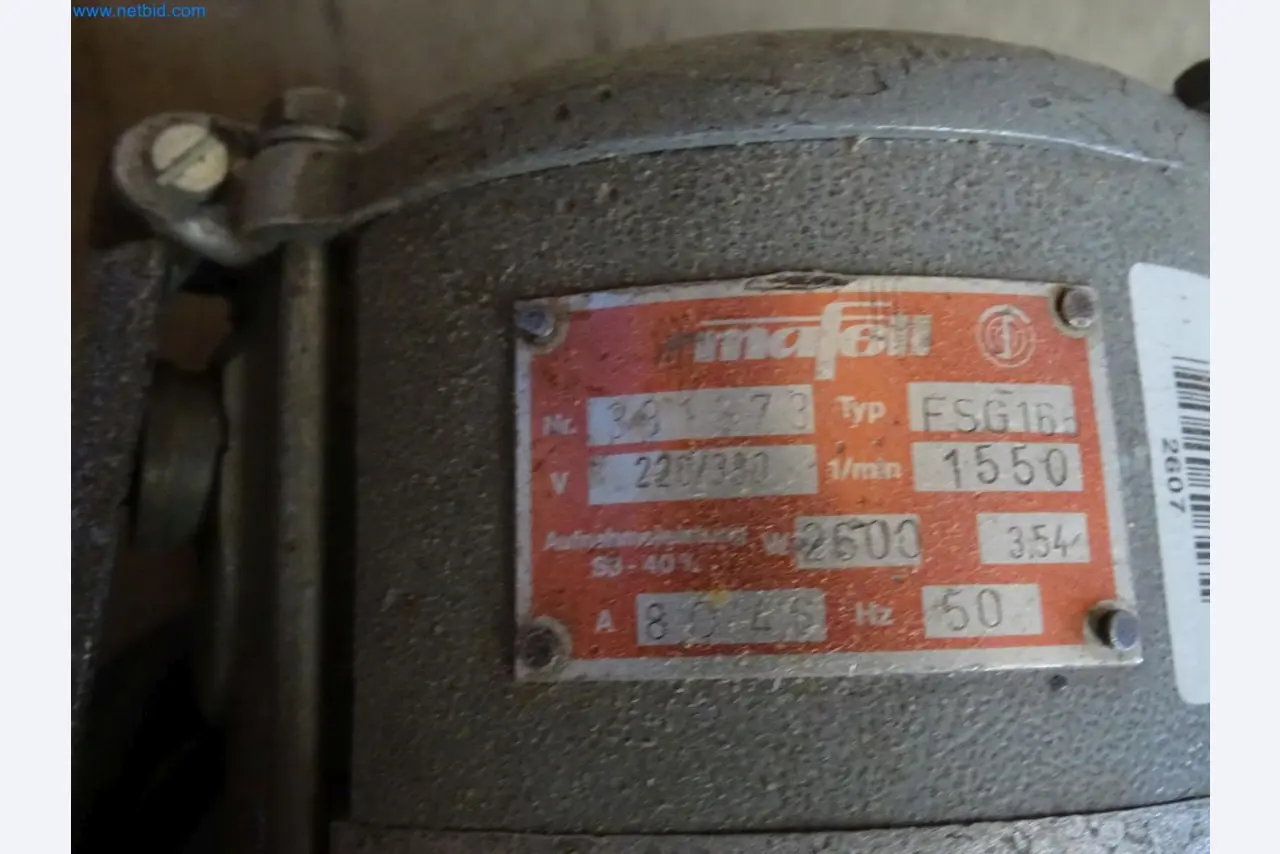 www.netbid.com
mafell
Nr. Typ
V 220/380 1/min 1550
Aufnahmeleistung W 2600 3.54
S3-40%
A Hz 50
2607